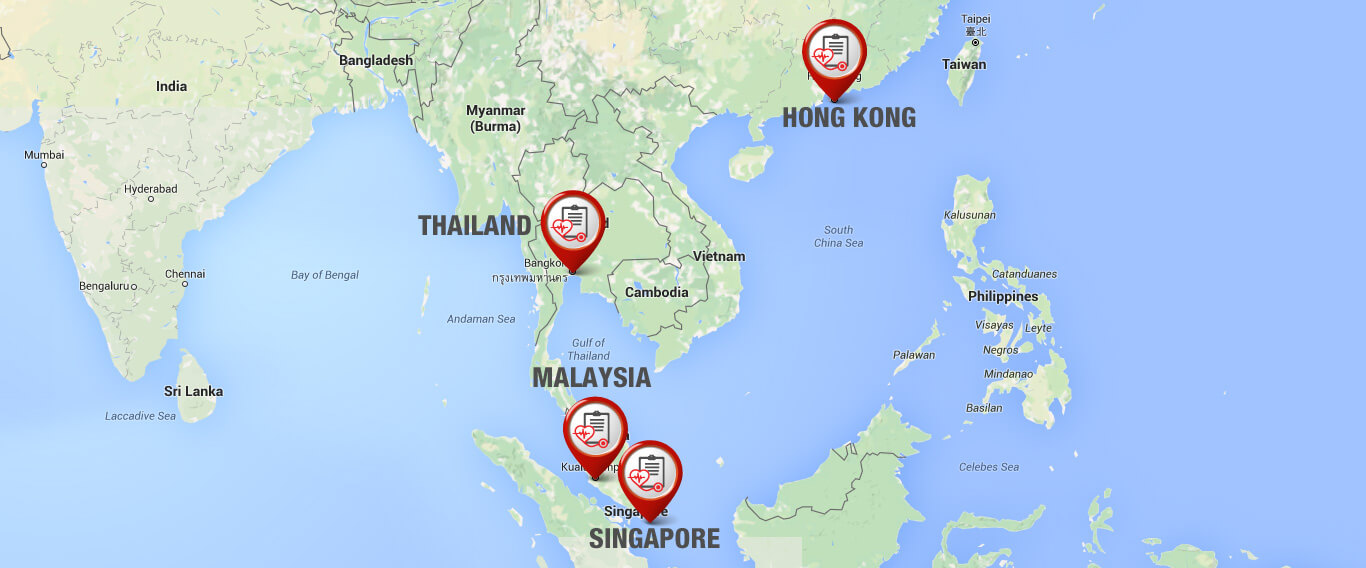 Taipei
臺北
Taiwan
Bangladesh
India
HONG KONG
Myanmar
(Burma)
Mumbai
Hyderabad
THAILAND
Kalusunan
South
China Sea
Vietnam
Bangkok
กรุงเทพมหานคร
Bay of Bengal
Chennai
Bengaluru
Cambodia
Catanduanes
Philippines
Andaman Sea
Visayas
Leyte
Gulf of
Thailand
Negros
Palawan
MALAYSIA
Mindanao
Sri Lanka
Basilan
Laccadive Sea
Celebes Sea
SINGAPORE